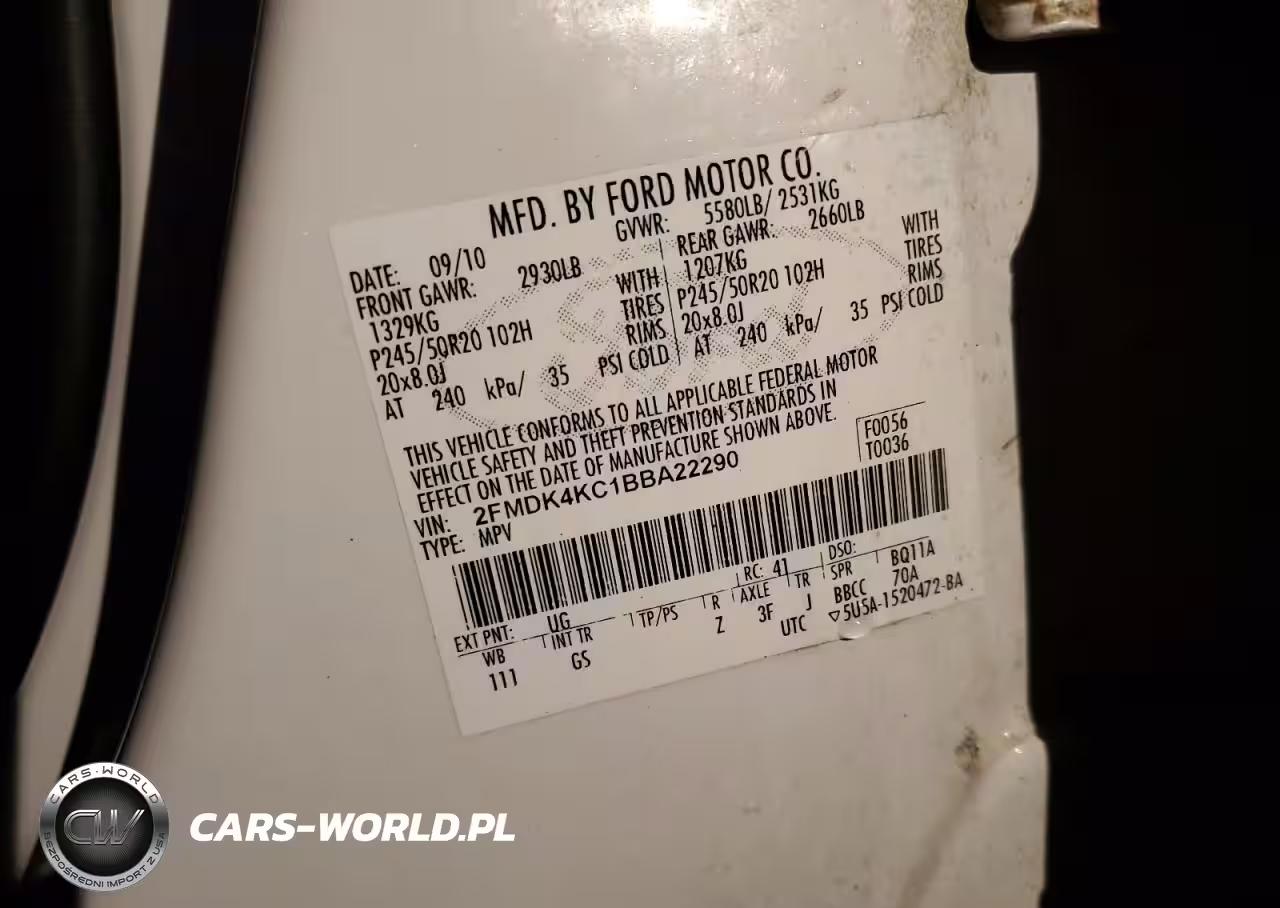 MFD. BY FORD MOTOR CO.
DATE: 09/10 GVWR: 5580LB/ 2531KG
FRONT GAWR: 2930LB REAR GAWR: 2660LB
1329KG WITH 1207KG WITH
P245/50R20 102H TIRES P245/50R20 102H TIRES
20x8.0J RIMS 20x8.0J RIMS
AT 240 kPa/ 35 PSI COLD AT 240 kPa/ 35 PSI COLD
THIS VEHICLE CONFORMS TO ALL APPLICABLE FEDERAL MOTOR
VEHICLE SAFETY AND THEFT PREVENTION STANDARDS IN
EFFECT ON THE DATE OF MANUFACTURE SHOWN ABOVE.
F0056
T0036
VIN: 2FMDK4KC1BBA22290
TYPE: MPV
EXT PNT: UG RC: 41 DSO:
WB INT TR TP/PS R AXLE TR SPR BQ11A
111 GS Z 3F J BBCC 70A
UTC ▽5U5A-1520472-BA
CARS-WORLD
CW
BEZPOŚREDNI IMPORT Z USA
CARS-WORLD.PL